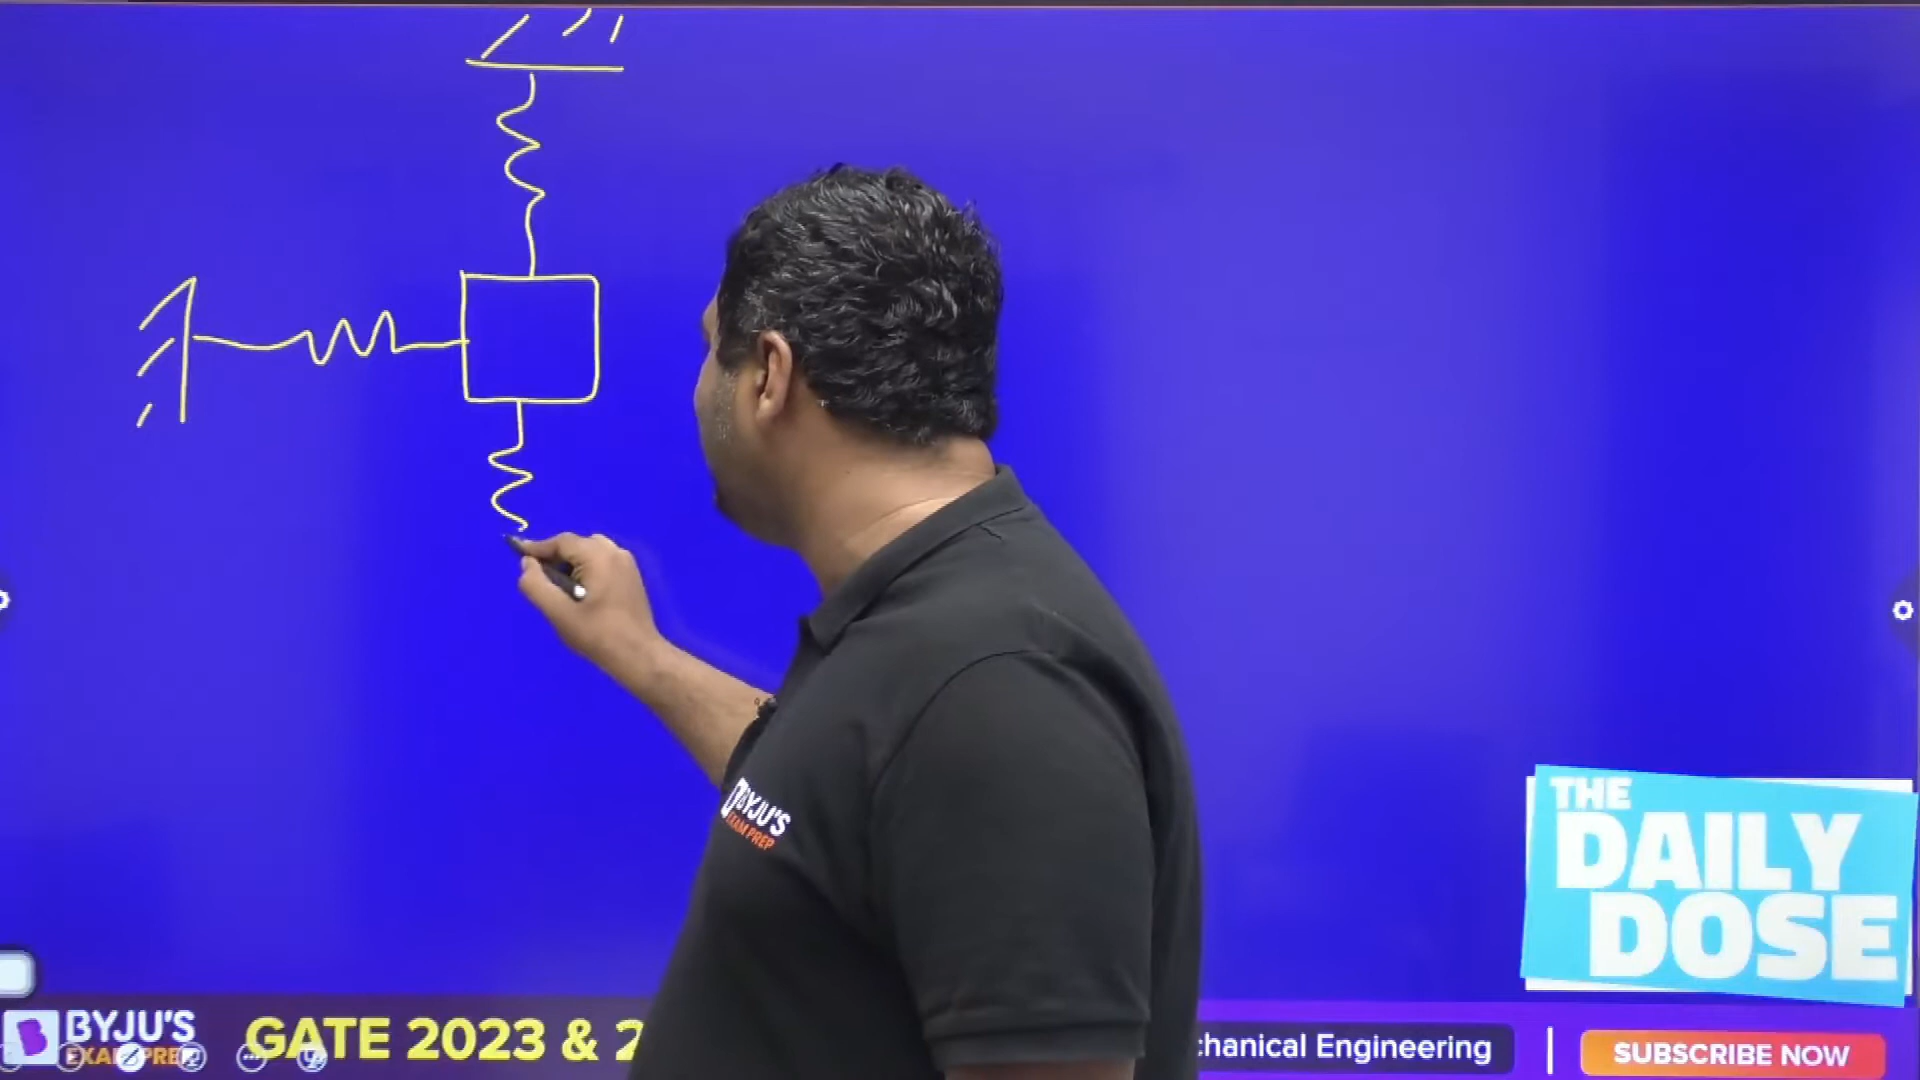 BYJU'S
EXAM PREP
THE
DAILY
DOSE
BYJU'S
EXAM PREP
GATE 2023 & 2
chanical Engineering
SUBSCRIBE NOW